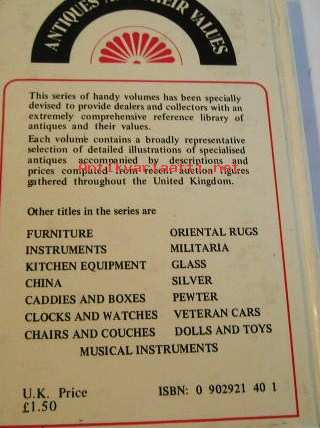 ANTIQUES AND THEIR VALUES
This series of handy volumes has been specially
devised to provide dealers and collectors with an
extremely comprehensive reference library of
antiques and their values.
Each volume contains a broadly representative
selection of detailed illustrations of specialised
antiques accompanied by descriptions and
prices computed from recent auction figures
gathered throughout the United Kingdom.
Other titles in the series are
FURNITURE ORIENTAL RUGS
INSTRUMENTS MILITARIA
KITCHEN EQUIPMENT GLASS
CHINA SILVER
CADDIES AND BOXES PEWTER
CLOCKS AND WATCHES VETERAN CARS
CHAIRS AND COUCHES DOLLS AND TOYS
MUSICAL INSTRUMENTS
U.K. Price ISBN: 0 902921 40 1
£1.50